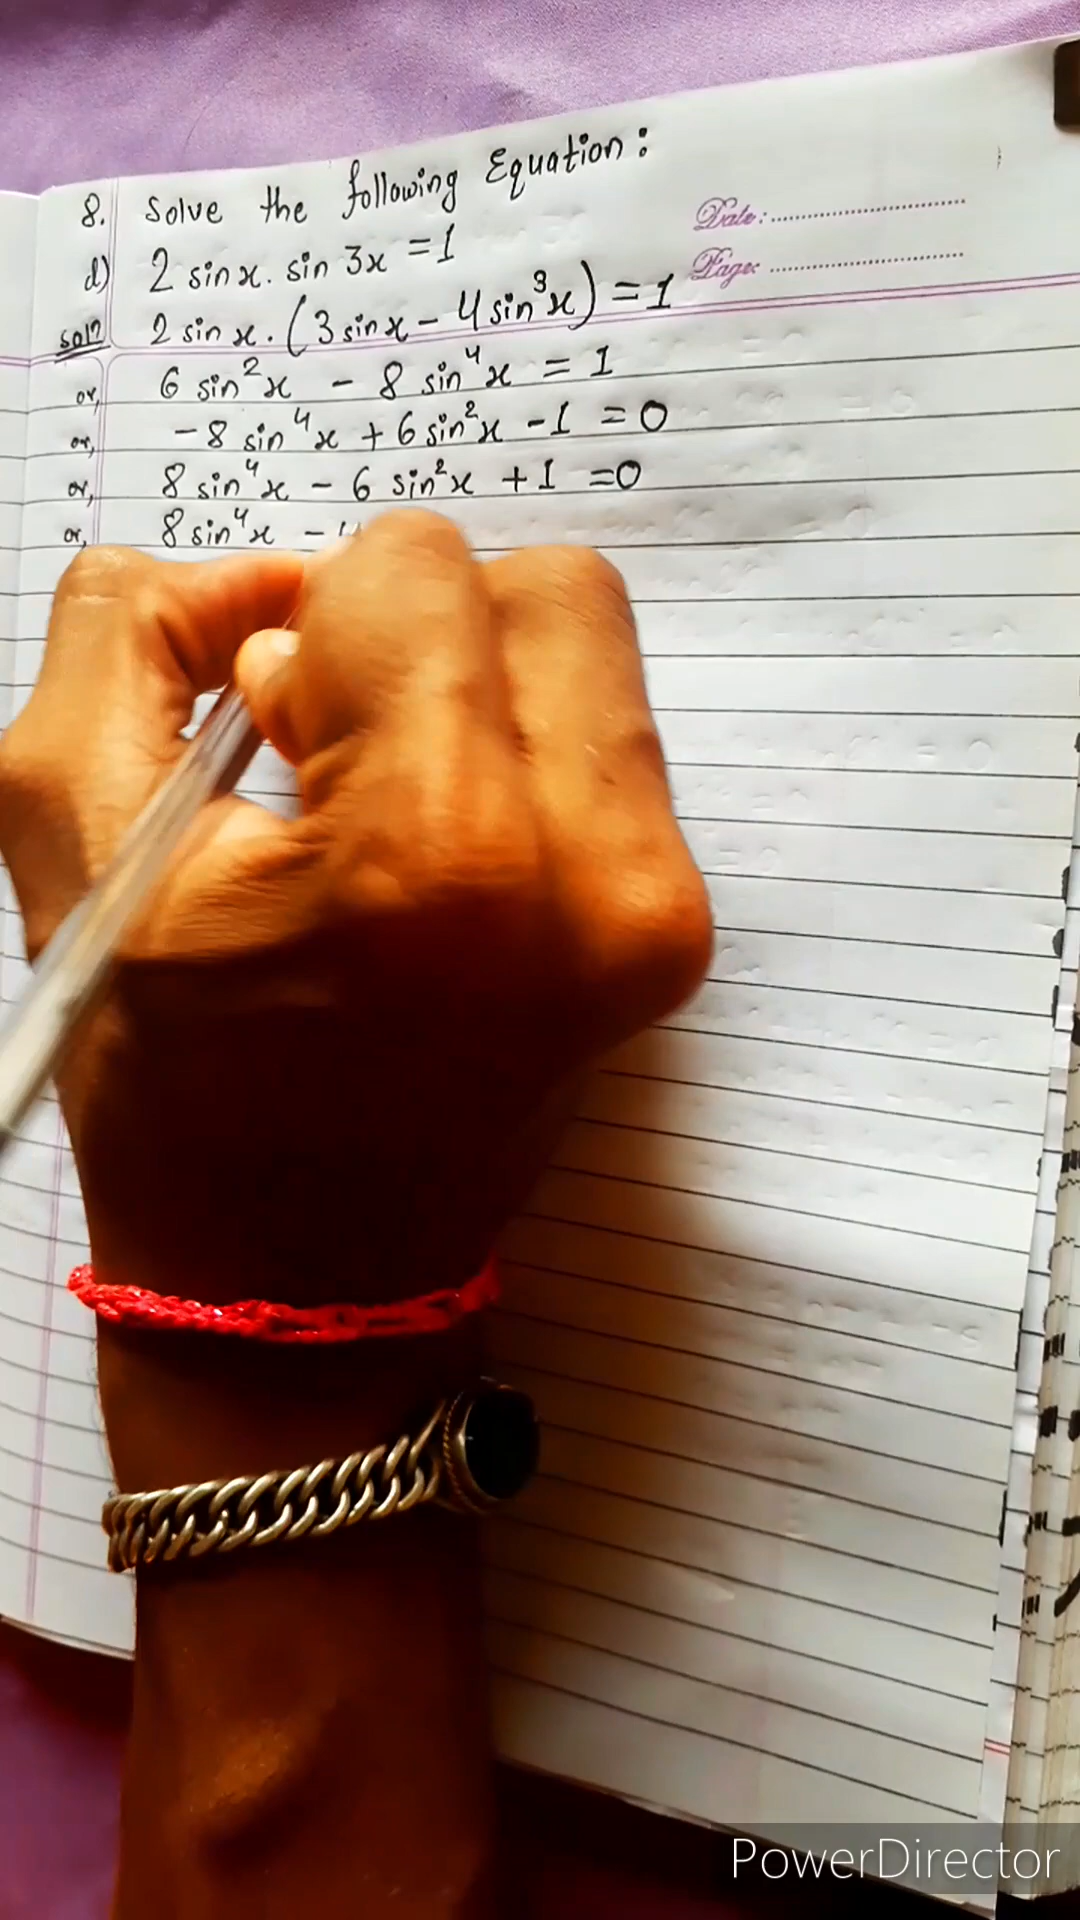 8. Solve the following Equation:
Date:
d) 2 sin x. sin 3x = 1
Page:
solⁿ 2 sin x. (3 sin x - 4 sin³x) = 1
or, 6 sin²x - 8 sin⁴x = 1
or, -8 sin⁴x + 6 sin²x - 1 = 0
or, 8 sin⁴x - 6 sin²x + 1 = 0
or, 8 sin⁴x -
PowerDirector